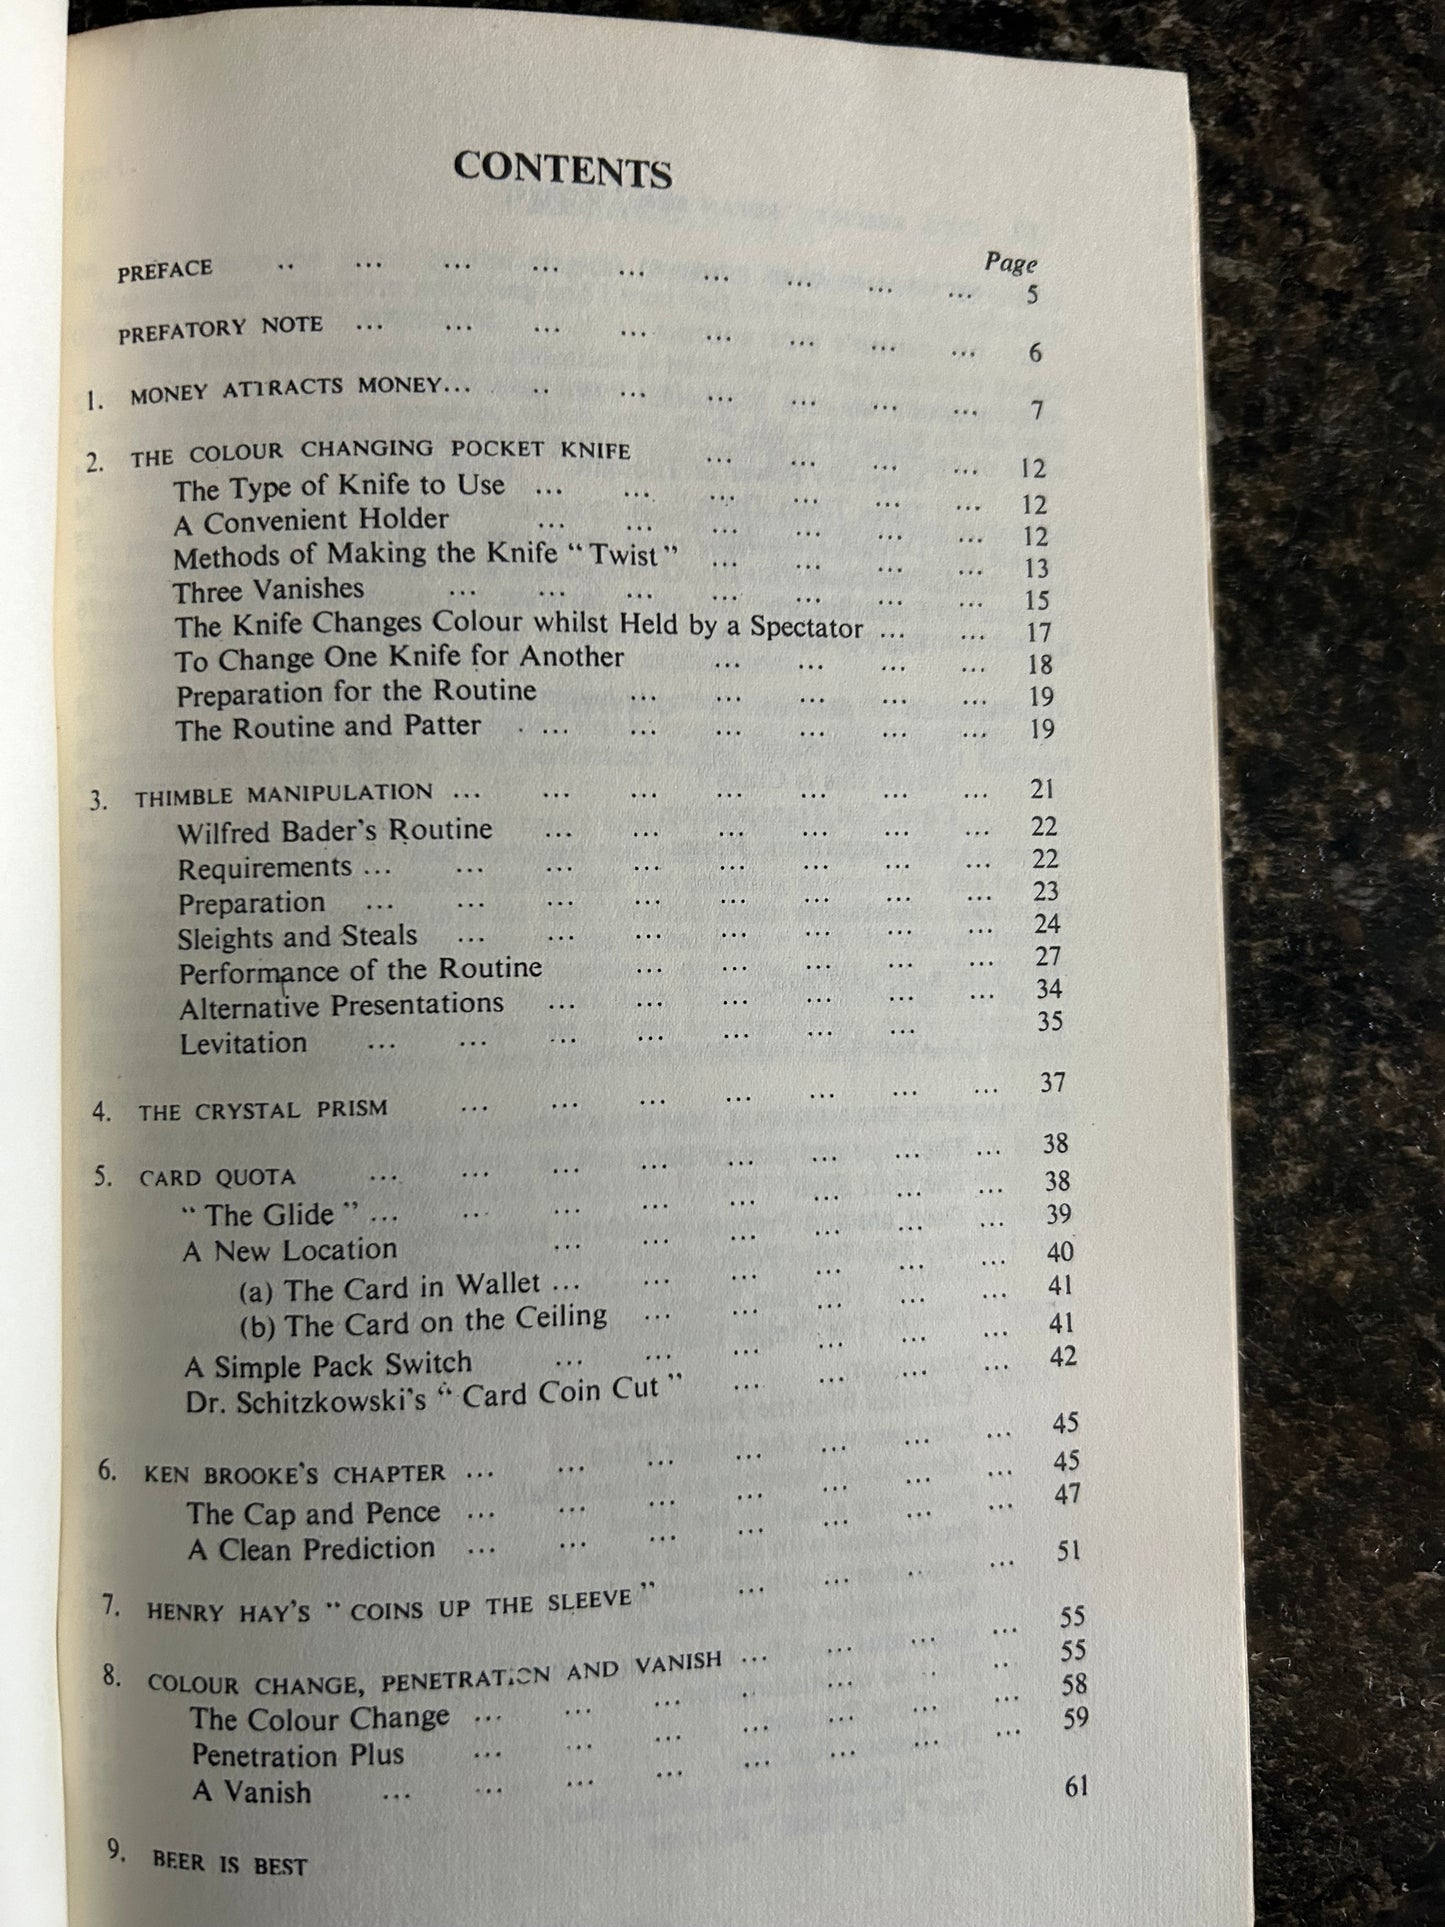 CONTENTS
Page
PREFACE .. ... ... ... ... ... ... ... ... 5
PREFATORY NOTE ... ... ... ... ... ... ... ... 6
1. MONEY ATTRACTS MONEY... .. ... ... ... ... ... 7
2. THE COLOUR CHANGING POCKET KNIFE ... ... ... ... 12
The Type of Knife to Use ... ... ... ... ... ... 12
A Convenient Holder ... ... ... ... ... ... 12
Methods of Making the Knife “Twist” ... ... ... ... 13
Three Vanishes ... ... ... ... ... ... ... 15
The Knife Changes Colour whilst Held by a Spectator ... ... 17
To Change One Knife for Another ... ... ... ... 18
Preparation for the Routine ... ... ... ... ... 19
The Routine and Patter ... ... ... ... ... ... 19
3. THIMBLE MANIPULATION ... ... ... ... ... ... ... 21
Wilfred Bader's Routine ... ... ... ... ... ... 22
Requirements ... ... ... ... ... ... ... ... 22
Preparation ... ... ... ... ... ... ... ... 23
Sleights and Steals ... ... ... ... ... ... ... 24
Performance of the Routine ... ... ... ... ... 27
Alternative Presentations ... ... ... ... ... ... 34
Levitation ... ... ... ... ... ... ... 35
4. THE CRYSTAL PRISM ... ... ... ... ... ... ... 37
5. CARD QUOTA ... ... ... ... ... ... ... ... 38
“The Glide” ... ... ... ... ... ... ... ... 38
A New Location ... ... ... ... ... ... 39
(a) The Card in Wallet ... ... ... ... ... ... 40
(b) The Card on the Ceiling ... ... ... ... ... 41
A Simple Pack Switch ... ... ... ... ... ... 41
Dr. Schitzkowski's “Card Coin Cut” ... ... ... ... 42
6. KEN BROOKE'S CHAPTER ... ... ... ... ... ... ... 45
The Cap and Pence ... ... ... ... ... ... ... 45
A Clean Prediction ... ... ... ... ... ... ... 47
7. HENRY HAY'S “COINS UP THE SLEEVE” ... ... ... ... 51
8. COLOUR CHANGE, PENETRATION AND VANISH ... ... ... ... 55
The Colour Change ... ... ... ... ... ... .. 55
Penetration Plus ... ... ... ... ... ... ... 58
A Vanish ... ... ... ... ... ... ... ... 59
9. BEER IS BEST 61